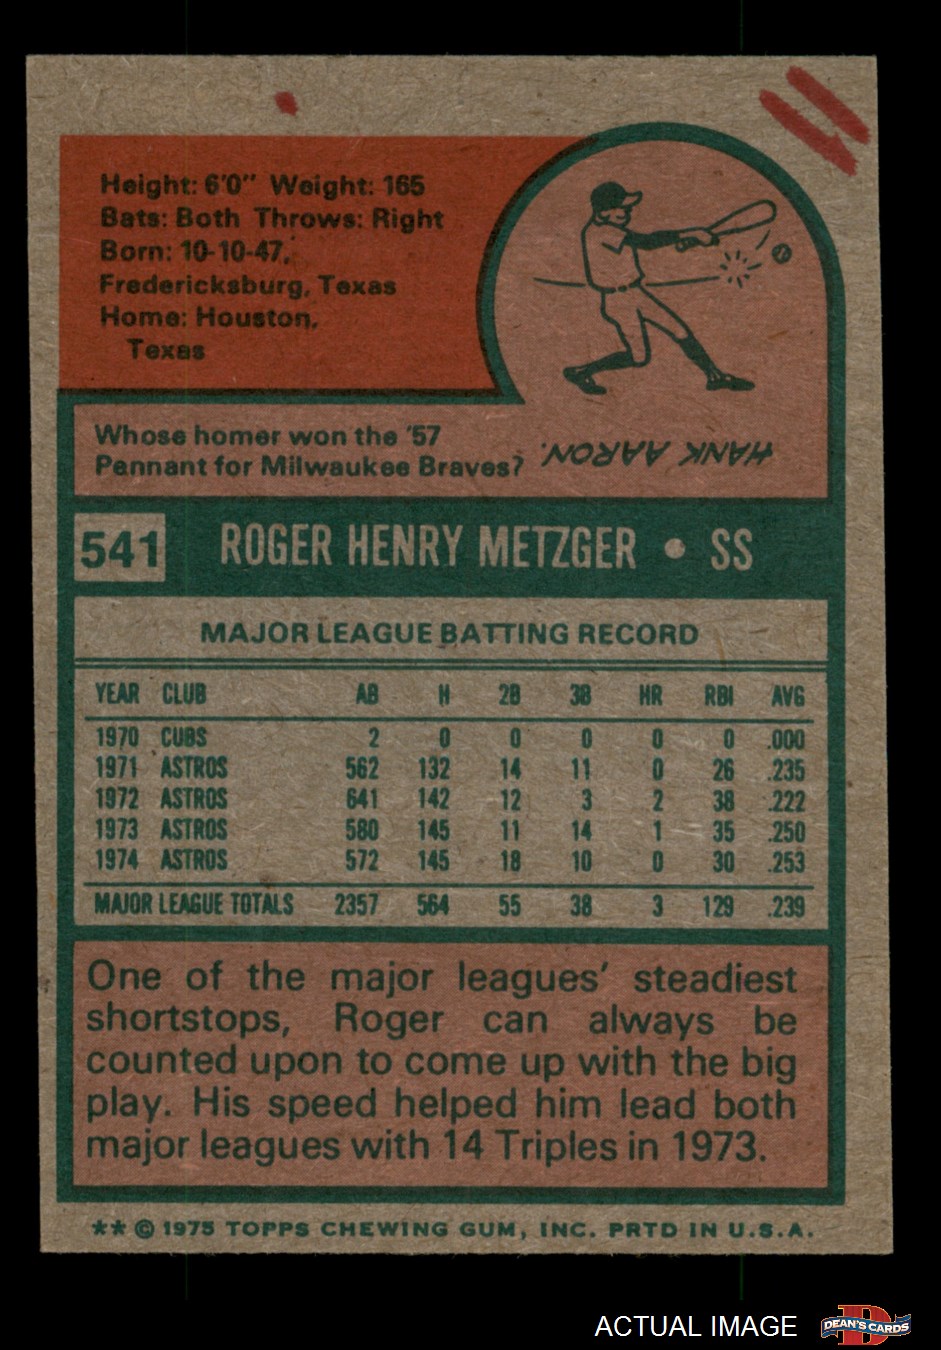 Height: 6'0" Weight: 165
Bats: Both Throws: Right
Born: 10-10-47,
Fredericksburg, Texas
Home: Houston,
Texas
Whose homer won the '57
Pennant for Milwaukee Braves?
HANK AARON.
541 ROGER HENRY METZGER • SS
MAJOR LEAGUE BATTING RECORD
YEAR CLUB AB H 2B 3B HR RBI AVG
1970 CUBS 2 0 0 0 0 0 .000
1971 ASTROS 562 132 14 11 0 26 .235
1972 ASTROS 641 142 12 3 2 38 .222
1973 ASTROS 580 145 11 14 1 35 .250
1974 ASTROS 572 145 18 10 0 30 .253
MAJOR LEAGUE TOTALS 2357 564 55 38 3 129 .239
One of the major leagues' steadiest
shortstops, Roger can always be
counted upon to come up with the big
play. His speed helped him lead both
major leagues with 14 Triples in 1973.
** © 1975 TOPPS CHEWING GUM, INC. PRTD IN U.S.A.
ACTUAL IMAGE
D
DEAN'S CARDS